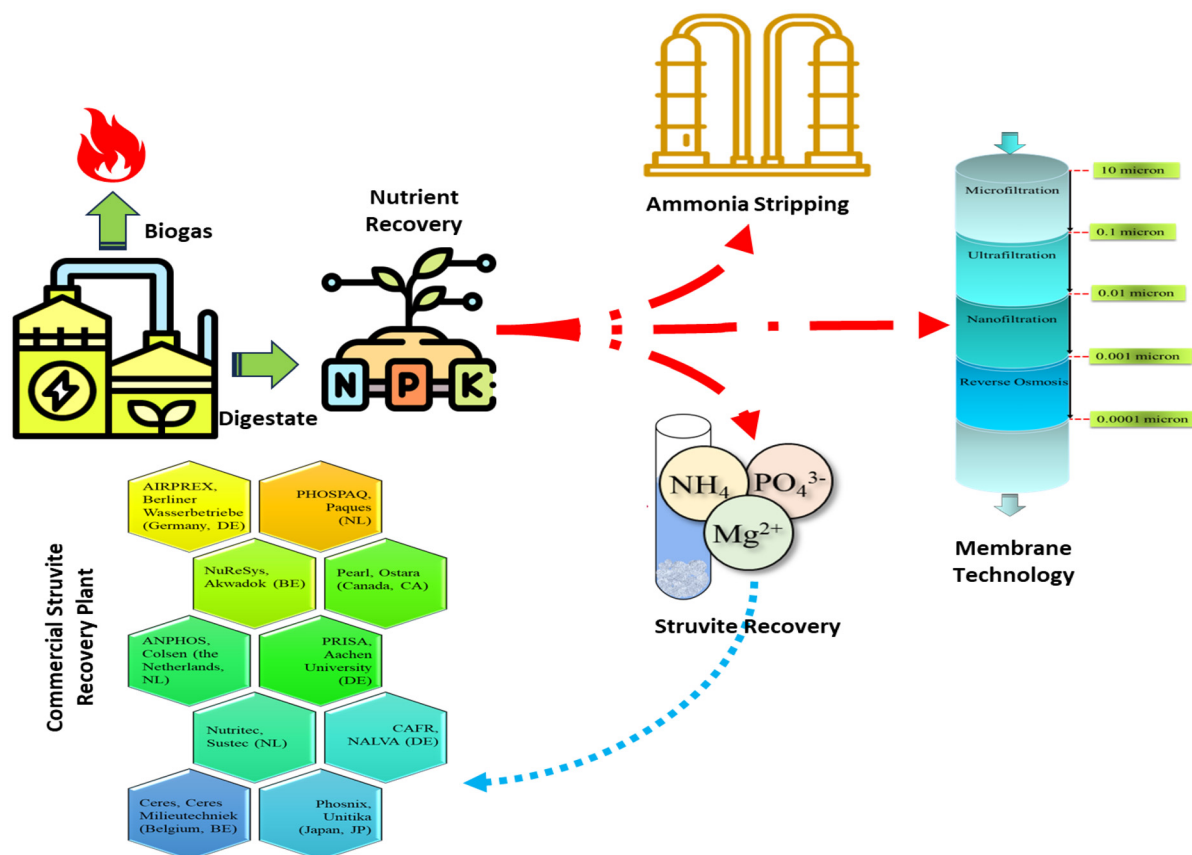 Biogas
Digestate
Nutrient
Recovery
N P K
Ammonia Stripping
Microfiltration
Ultrafiltration
Nanofiltration
Reverse Osmosis
10 micron
0.1 micron
0.01 micron
0.001 micron
0.0001 micron
Membrane
Technology
NH₄
PO₄³⁻
Mg²⁺
Struvite Recovery
Commercial Struvite
Recovery Plant
AIRPREX,
Berliner
Wasserbetriebe
(Germany, DE)
PHOSPAQ,
Paques
(NL)
NuReSys,
Akwadok (BE)
Pearl, Ostara
(Canada, CA)
ANPHOS,
Colsen (the
Netherlands,
NL)
PRISA,
Aachen
University
(DE)
Nutritec,
Sustec (NL)
CAFR,
NALVA (DE)
Ceres, Ceres
Milieutechniek
(Belgium, BE)
Phosnix,
Unitika
(Japan, JP)